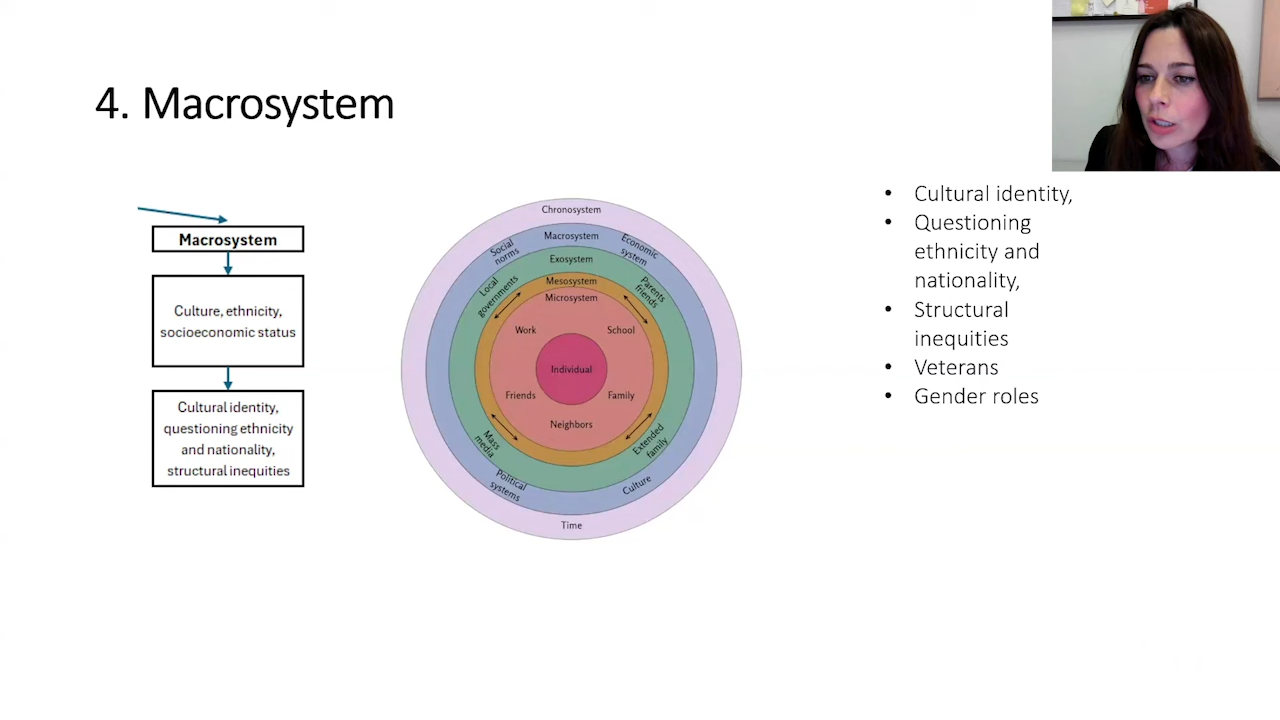 4. Macrosystem
Macrosystem
Culture, ethnicity,
socioeconomic status
Cultural identity,
questioning ethnicity
and nationality,
structural inequities
Chronosystem
Macrosystem
Social
norms
Economic
system
Exosystem
Local
governments
Parents
friends
Mesosystem
Microsystem
Work
School
Individual
Friends
Family
Neighbors
Mass
media
Extended
family
Political
systems
Culture
Time
• Cultural identity,
• Questioning
ethnicity and
nationality,
• Structural
inequities
• Veterans
• Gender roles